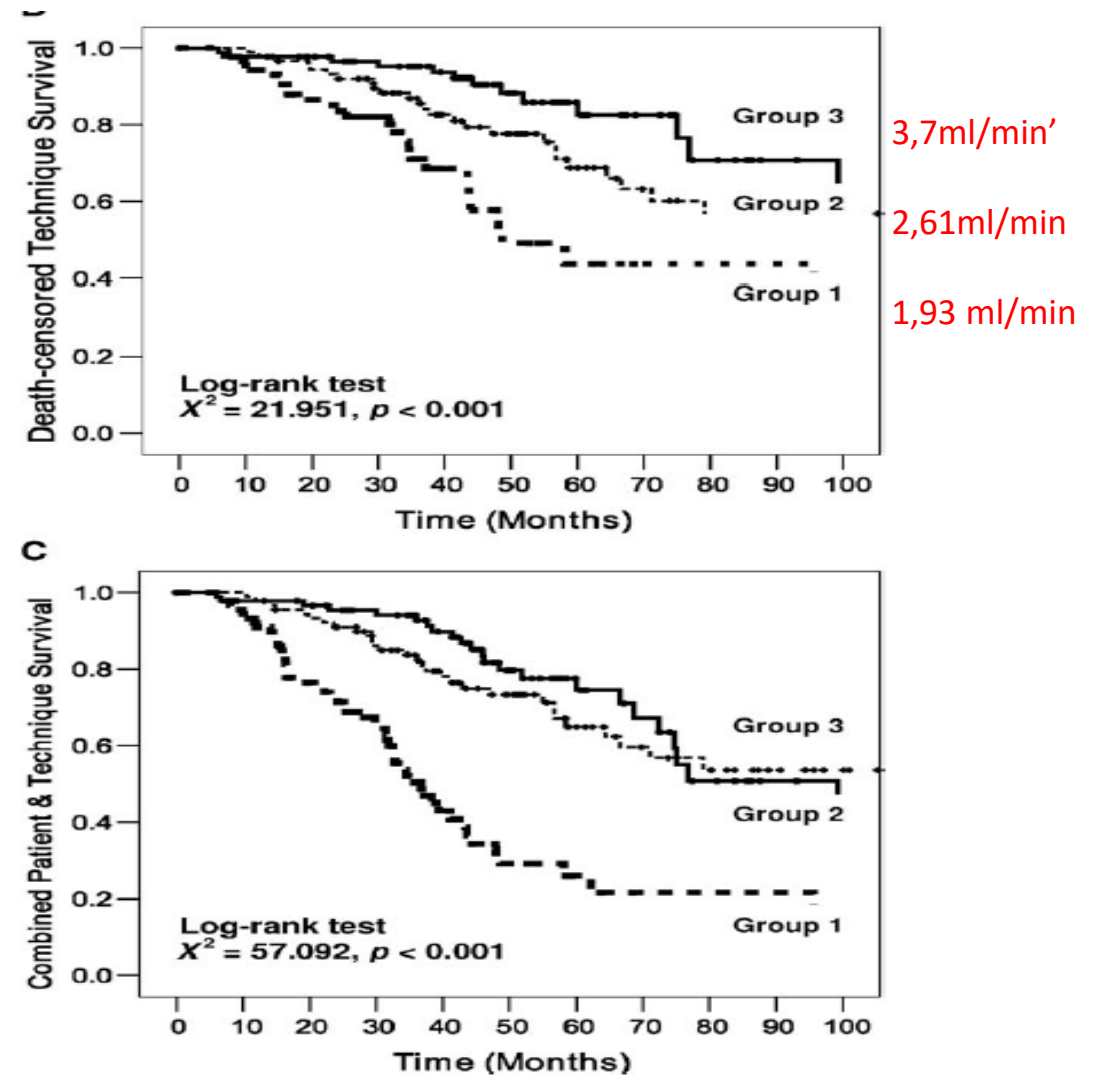 Death-censored Technique Survival
1.0
0.8
0.6
0.4
0.2
0.0
Group 3
Group 2
Group 1
3,7ml/min’
2,61ml/min
1,93 ml/min
Log-rank test
X² = 21.951, p < 0.001
0 10 20 30 40 50 60 70 80 90 100
Time (Months)
C
Combined Patient & Technique Survival
1.0
0.8
0.6
0.4
0.2
0.0
Group 3
Group 2
Group 1
Log-rank test
X² = 57.092, p < 0.001
0 10 20 30 40 50 60 70 80 90 100
Time (Months)